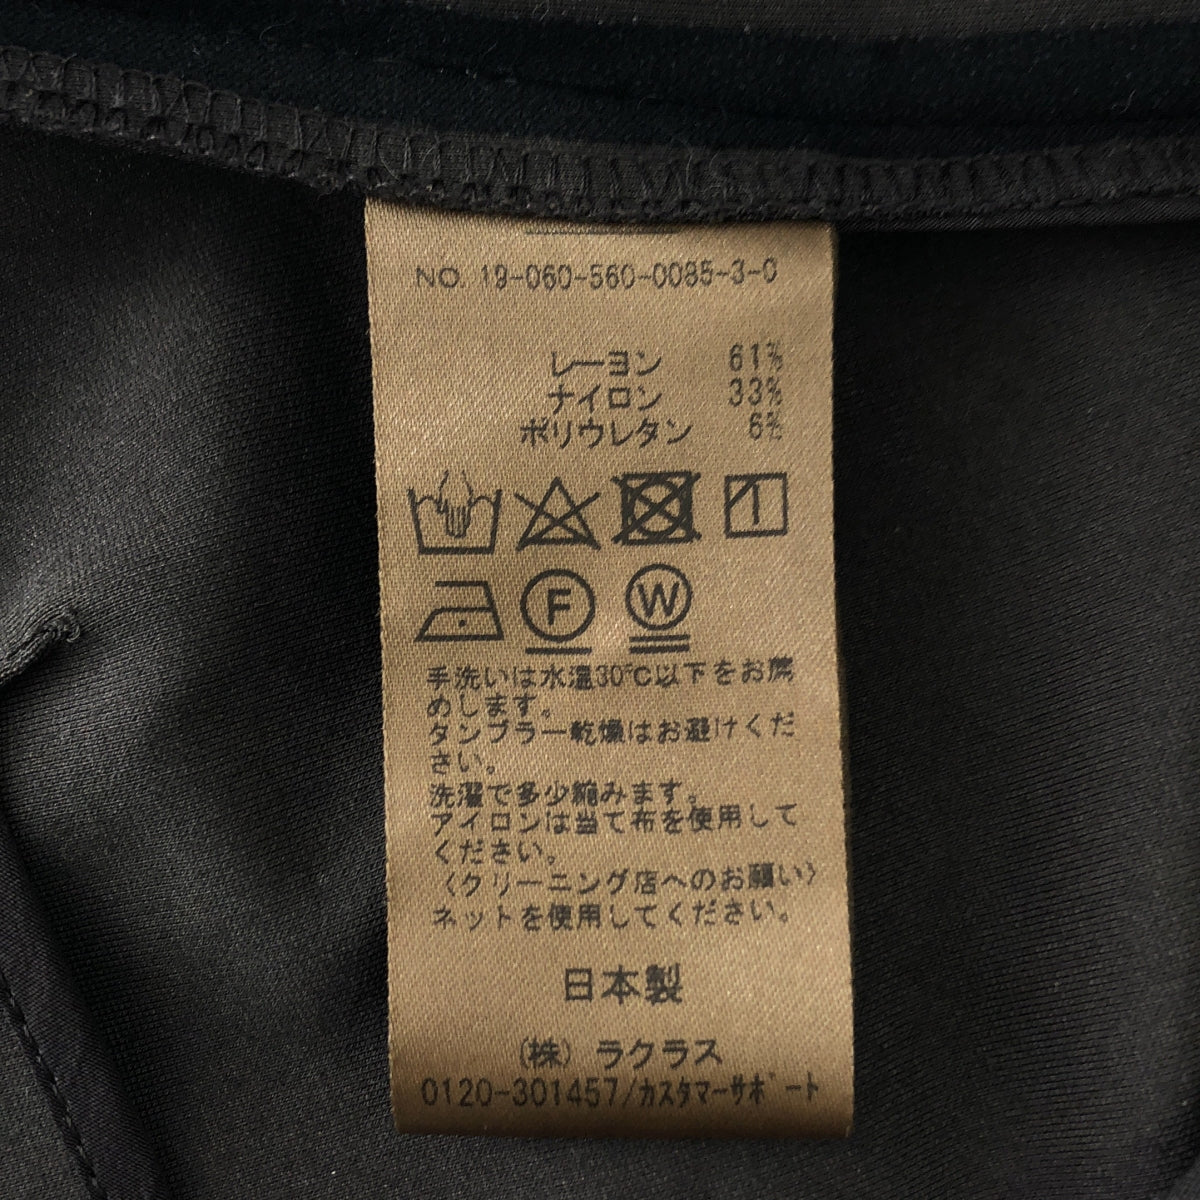 NO. 19-060-560-0085-3-0
レーヨン 61%
ナイロン 33%
ポリウレタン 6%
F W
手洗いは水温30℃以下をお薦
めします。
タンブラー乾燥はお避けくだ
さい。
洗濯で多少縮みます。
アイロンは当て布を使用して
ください。
〈クリーニング店へのお願い〉
ネットを使用してください。
日本製
(株) ラクラス
0120-301457/カスタマーサポート